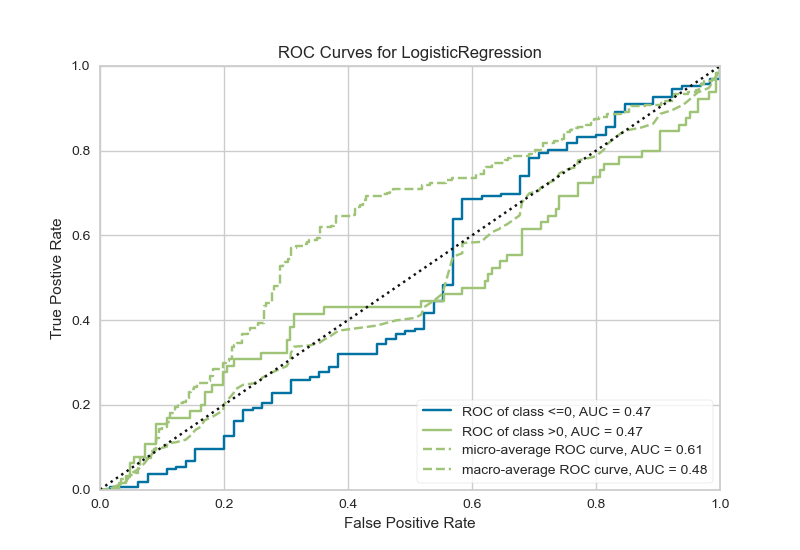 ROC Curves for LogisticRegression
1.0
0.8
0.6
0.4
0.2
0.0
True Postive Rate
0.0 0.2 0.4 0.6 0.8 1.0
False Positive Rate
ROC of class <=0, AUC = 0.47
ROC of class >0, AUC = 0.47
micro-average ROC curve, AUC = 0.61
macro-average ROC curve, AUC = 0.48